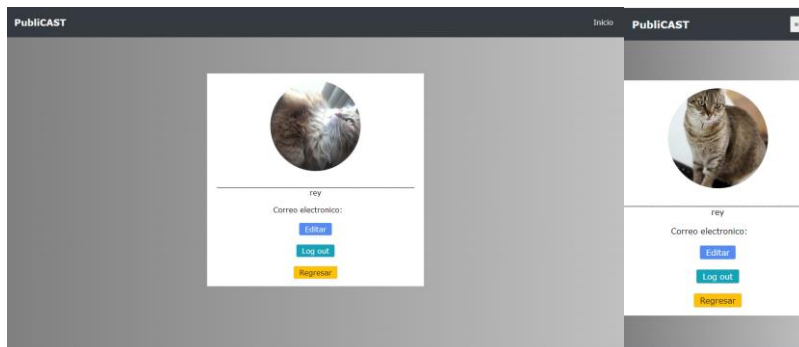 PubliCAST
Inicio
rey
Correo electronico:
Editar
Log out
Regresar
PubliCAST
rey
Correo electronico:
Editar
Log out
Regresar